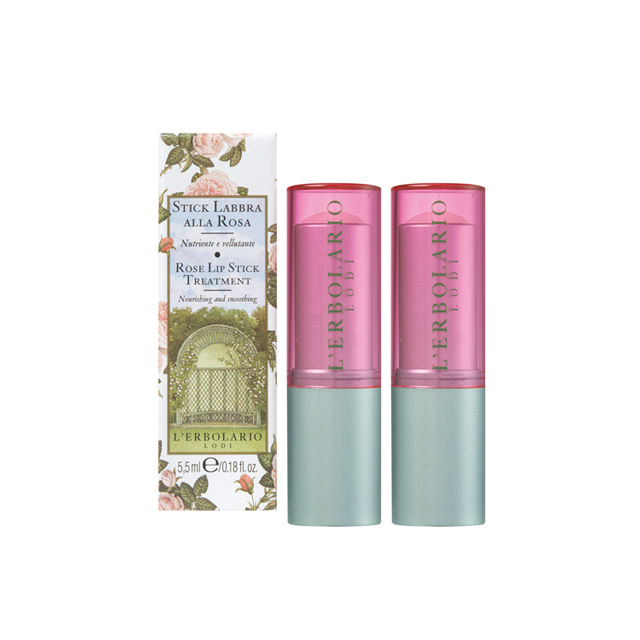 STICK LABBRA
ALLA ROSA
Nutriente e vellutante
•
ROSE LIP STICK
TREATMENT
Nourishing and smoothing
L'ERBOLARIO
LODI
5,5 ml ℮/0.18 fl. oz.
L'ERBOLARIO
LODI
L'ERBOLARIO
LODI